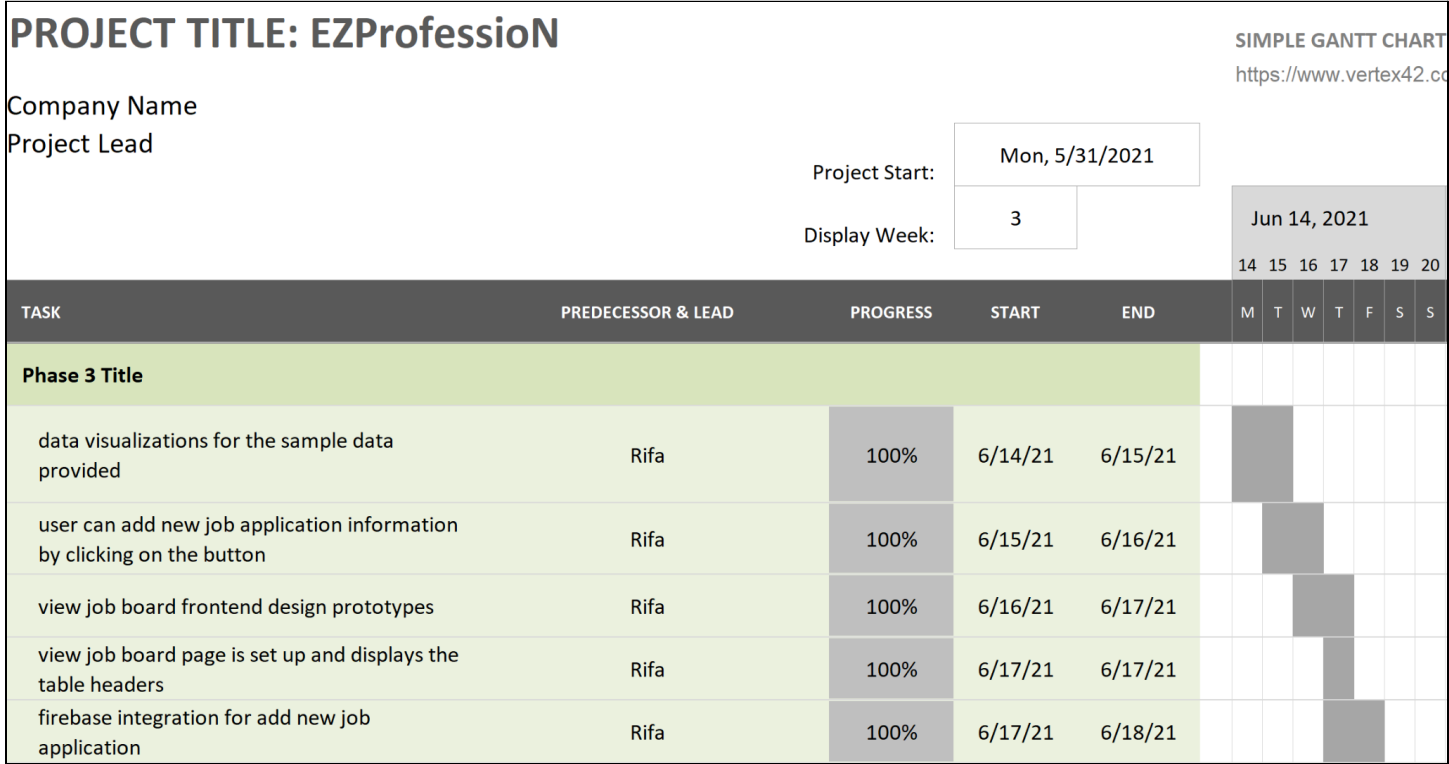 PROJECT TITLE: EZProfessioN
SIMPLE GANTT CHART
https://www.vertex42.co
Company Name
Project Lead
Project Start:
Mon, 5/31/2021
Display Week:
3
Jun 14, 2021
14 15 16 17 18 19 20
TASK PREDECESSOR & LEAD PROGRESS START END M T W T F S S
Phase 3 Title
data visualizations for the sample data
provided
Rifa 100% 6/14/21 6/15/21
user can add new job application information
by clicking on the button
Rifa 100% 6/15/21 6/16/21
view job board frontend design prototypes Rifa 100% 6/16/21 6/17/21
view job board page is set up and displays the
table headers
Rifa 100% 6/17/21 6/17/21
firebase integration for add new job
application
Rifa 100% 6/17/21 6/18/21